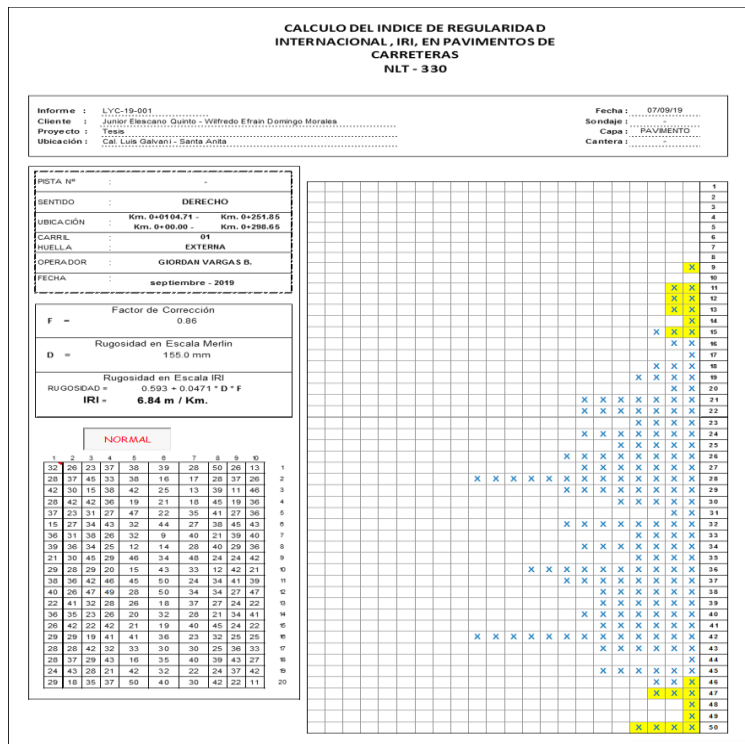 CALCULO DEL INDICE DE REGULARIDAD
INTERNACIONAL, IRI, EN PAVIMENTOS DE
CARRETERAS
NLT - 330
Informe : LYC-19-001 Fecha : 07/09/19
Cliente : Junior Elescano Quinto - Wilfredo Efrain Domingo Morales Sondaje : -
Proyecto : Tesis Capa : PAVIMENTO
Ubicación : Cal. Luis Galvani - Santa Anita Cantera : -
PISTA Nº : -
SENTIDO : DERECHO
UBICACIÓN : Km. 0+0104.71 - Km. 0+251.85
Km. 0+00.00 - Km. 0+298.65
CARRIL 01
HUELLA : EXTERNA
OPERADOR : GIORDAN VARGAS B.
FECHA : septiembre - 2019
Factor de Corrección
F = 0.86
Rugosidad en Escala Merlin
D = 155.0 mm
Rugosidad en Escala IRI
RUGOSIDAD = 0.593 + 0.0471 * D * F
IRI = 6.84 m / Km.
NORMAL
1 2 3 4 5 6 7 8 9 10
32 26 23 37 38 39 28 50 26 13 1
28 37 45 33 38 16 17 28 37 26 2
42 30 15 38 42 25 13 39 11 46 3
28 42 42 36 19 21 18 45 19 36 4
37 23 31 27 47 22 35 41 27 36 5
15 27 34 43 32 44 27 38 45 43 6
36 31 38 26 32 9 40 21 39 40 7
39 36 34 25 12 14 28 40 29 36 8
21 30 45 29 46 34 48 24 24 42 9
29 28 29 20 15 43 33 12 42 21 10
38 36 42 46 45 50 24 34 41 39 11
40 26 47 49 28 50 34 34 27 47 12
22 41 32 28 26 18 37 27 24 22 13
36 35 23 26 20 32 28 21 34 41 14
26 42 22 42 21 19 40 45 24 22 15
29 29 19 41 41 36 23 32 25 25 16
28 28 42 32 33 30 30 25 36 33 17
28 37 29 43 16 35 40 39 43 27 18
24 43 28 21 42 32 22 24 37 42 19
29 18 35 37 50 40 30 42 22 11 20
1
2
3
4
5
6
7
8
X 9
10
X X 11
X X 12
X X 13
X 14
X X X 15
X X 16
X 17
X X X 18
X X X X 19
X X 20
X X X X X X X 21
X X X X X X X 22
X X X X 23
X X X X X X X 24
X X X X X 25
X X X X X X X X 26
X X X X X X X 27
X X X X X X X X X X X X X 28
X X X X X X X X 29
X X X X X 30
X X 31
X X X X X X X X 32
X X X X 33
X X X X X X X 34
X X X X 35
X X X X X X X X X X 36
X X X X X X X X 37
X X X X X X 38
X X X X X X 39
X X X X X X X 40
X X X X X X 41
X X X X X X X X X X X X X 42
X X X X X X 43
X 44
X X X X X X 45
X X X 46
X X X 47
X 48
X 49
X X X X 50